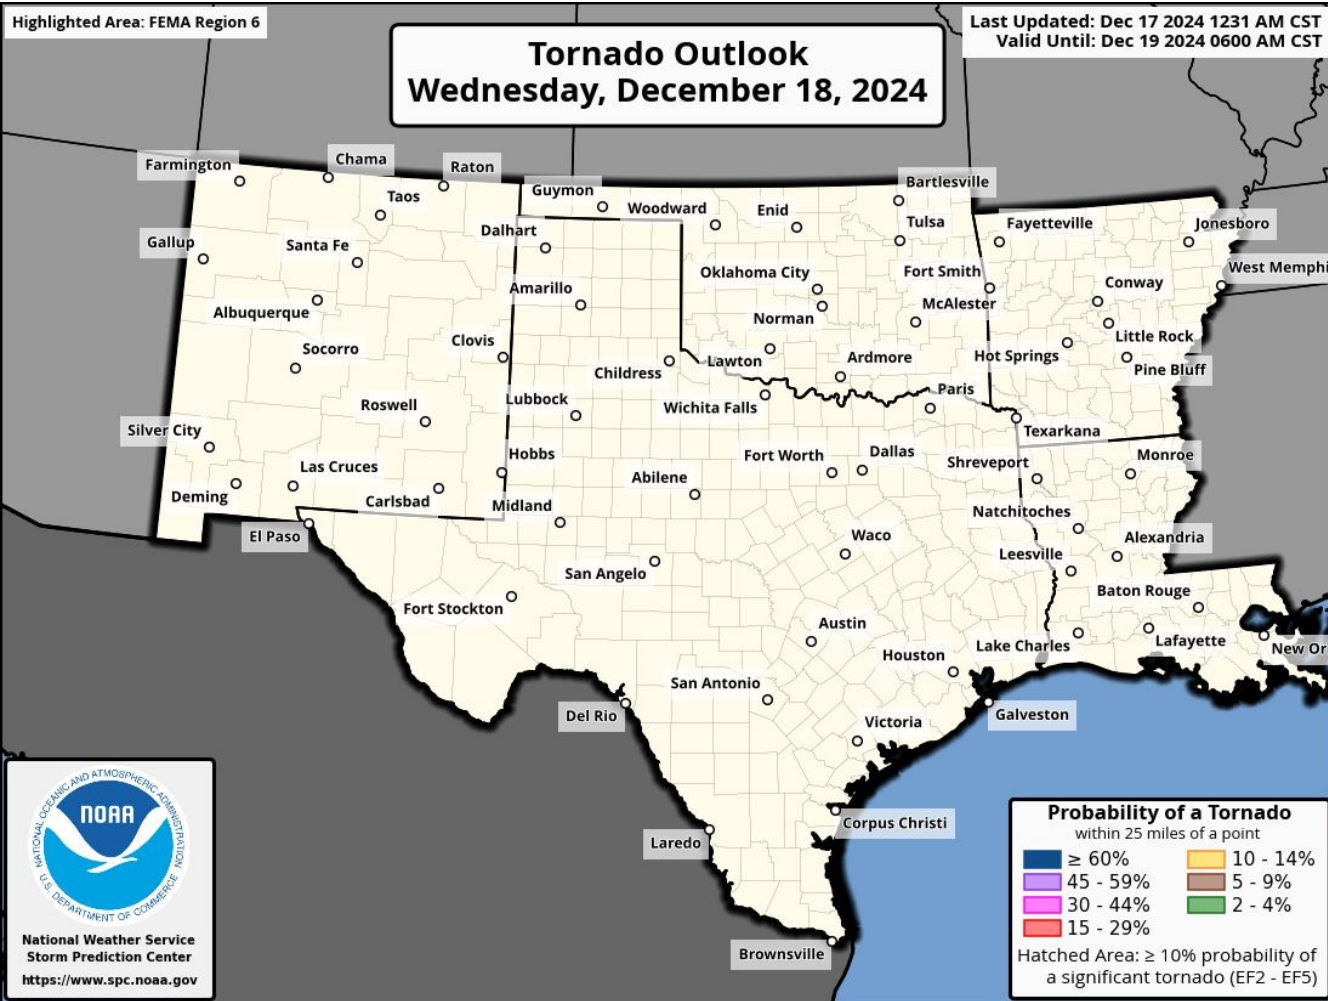 Highlighted Area: FEMA Region 6
Last Updated: Dec 17 2024 1231 AM CST
Valid Until: Dec 19 2024 0600 AM CST
Tornado Outlook
Wednesday, December 18, 2024
Farmington
Chama
Raton
Taos
Guymon
Woodward
Enid
Bartlesville
Tulsa
Fayetteville
Jonesboro
Gallup
Santa Fe
Dalhart
Oklahoma City
Fort Smith
West Memphi
Albuquerque
Amarillo
Norman
McAlester
Conway
Socorro
Clovis
Childress
Lawton
Ardmore
Hot Springs
Little Rock
Pine Bluff
Roswell
Lubbock
Wichita Falls
Paris
Texarkana
Silver City
Las Cruces
Hobbs
Abilene
Fort Worth
Dallas
Shreveport
Monroe
Deming
Carlsbad
Midland
Natchitoches
El Paso
San Angelo
Waco
Leesville
Alexandria
Fort Stockton
Austin
Baton Rouge
Houston
Lake Charles
Lafayette
New Or
San Antonio
Del Rio
Victoria
Galveston
Laredo
Corpus Christi
Brownsville
NATIONAL OCEANIC AND ATMOSPHERIC ADMINISTRATION
NOAA
U.S. DEPARTMENT OF COMMERCE
National Weather Service
Storm Prediction Center
https://www.spc.noaa.gov
Probability of a Tornado
within 25 miles of a point
≥ 60%
45 - 59%
30 - 44%
15 - 29%
10 - 14%
5 - 9%
2 - 4%
Hatched Area: ≥ 10% probability of
a significant tornado (EF2 - EF5)